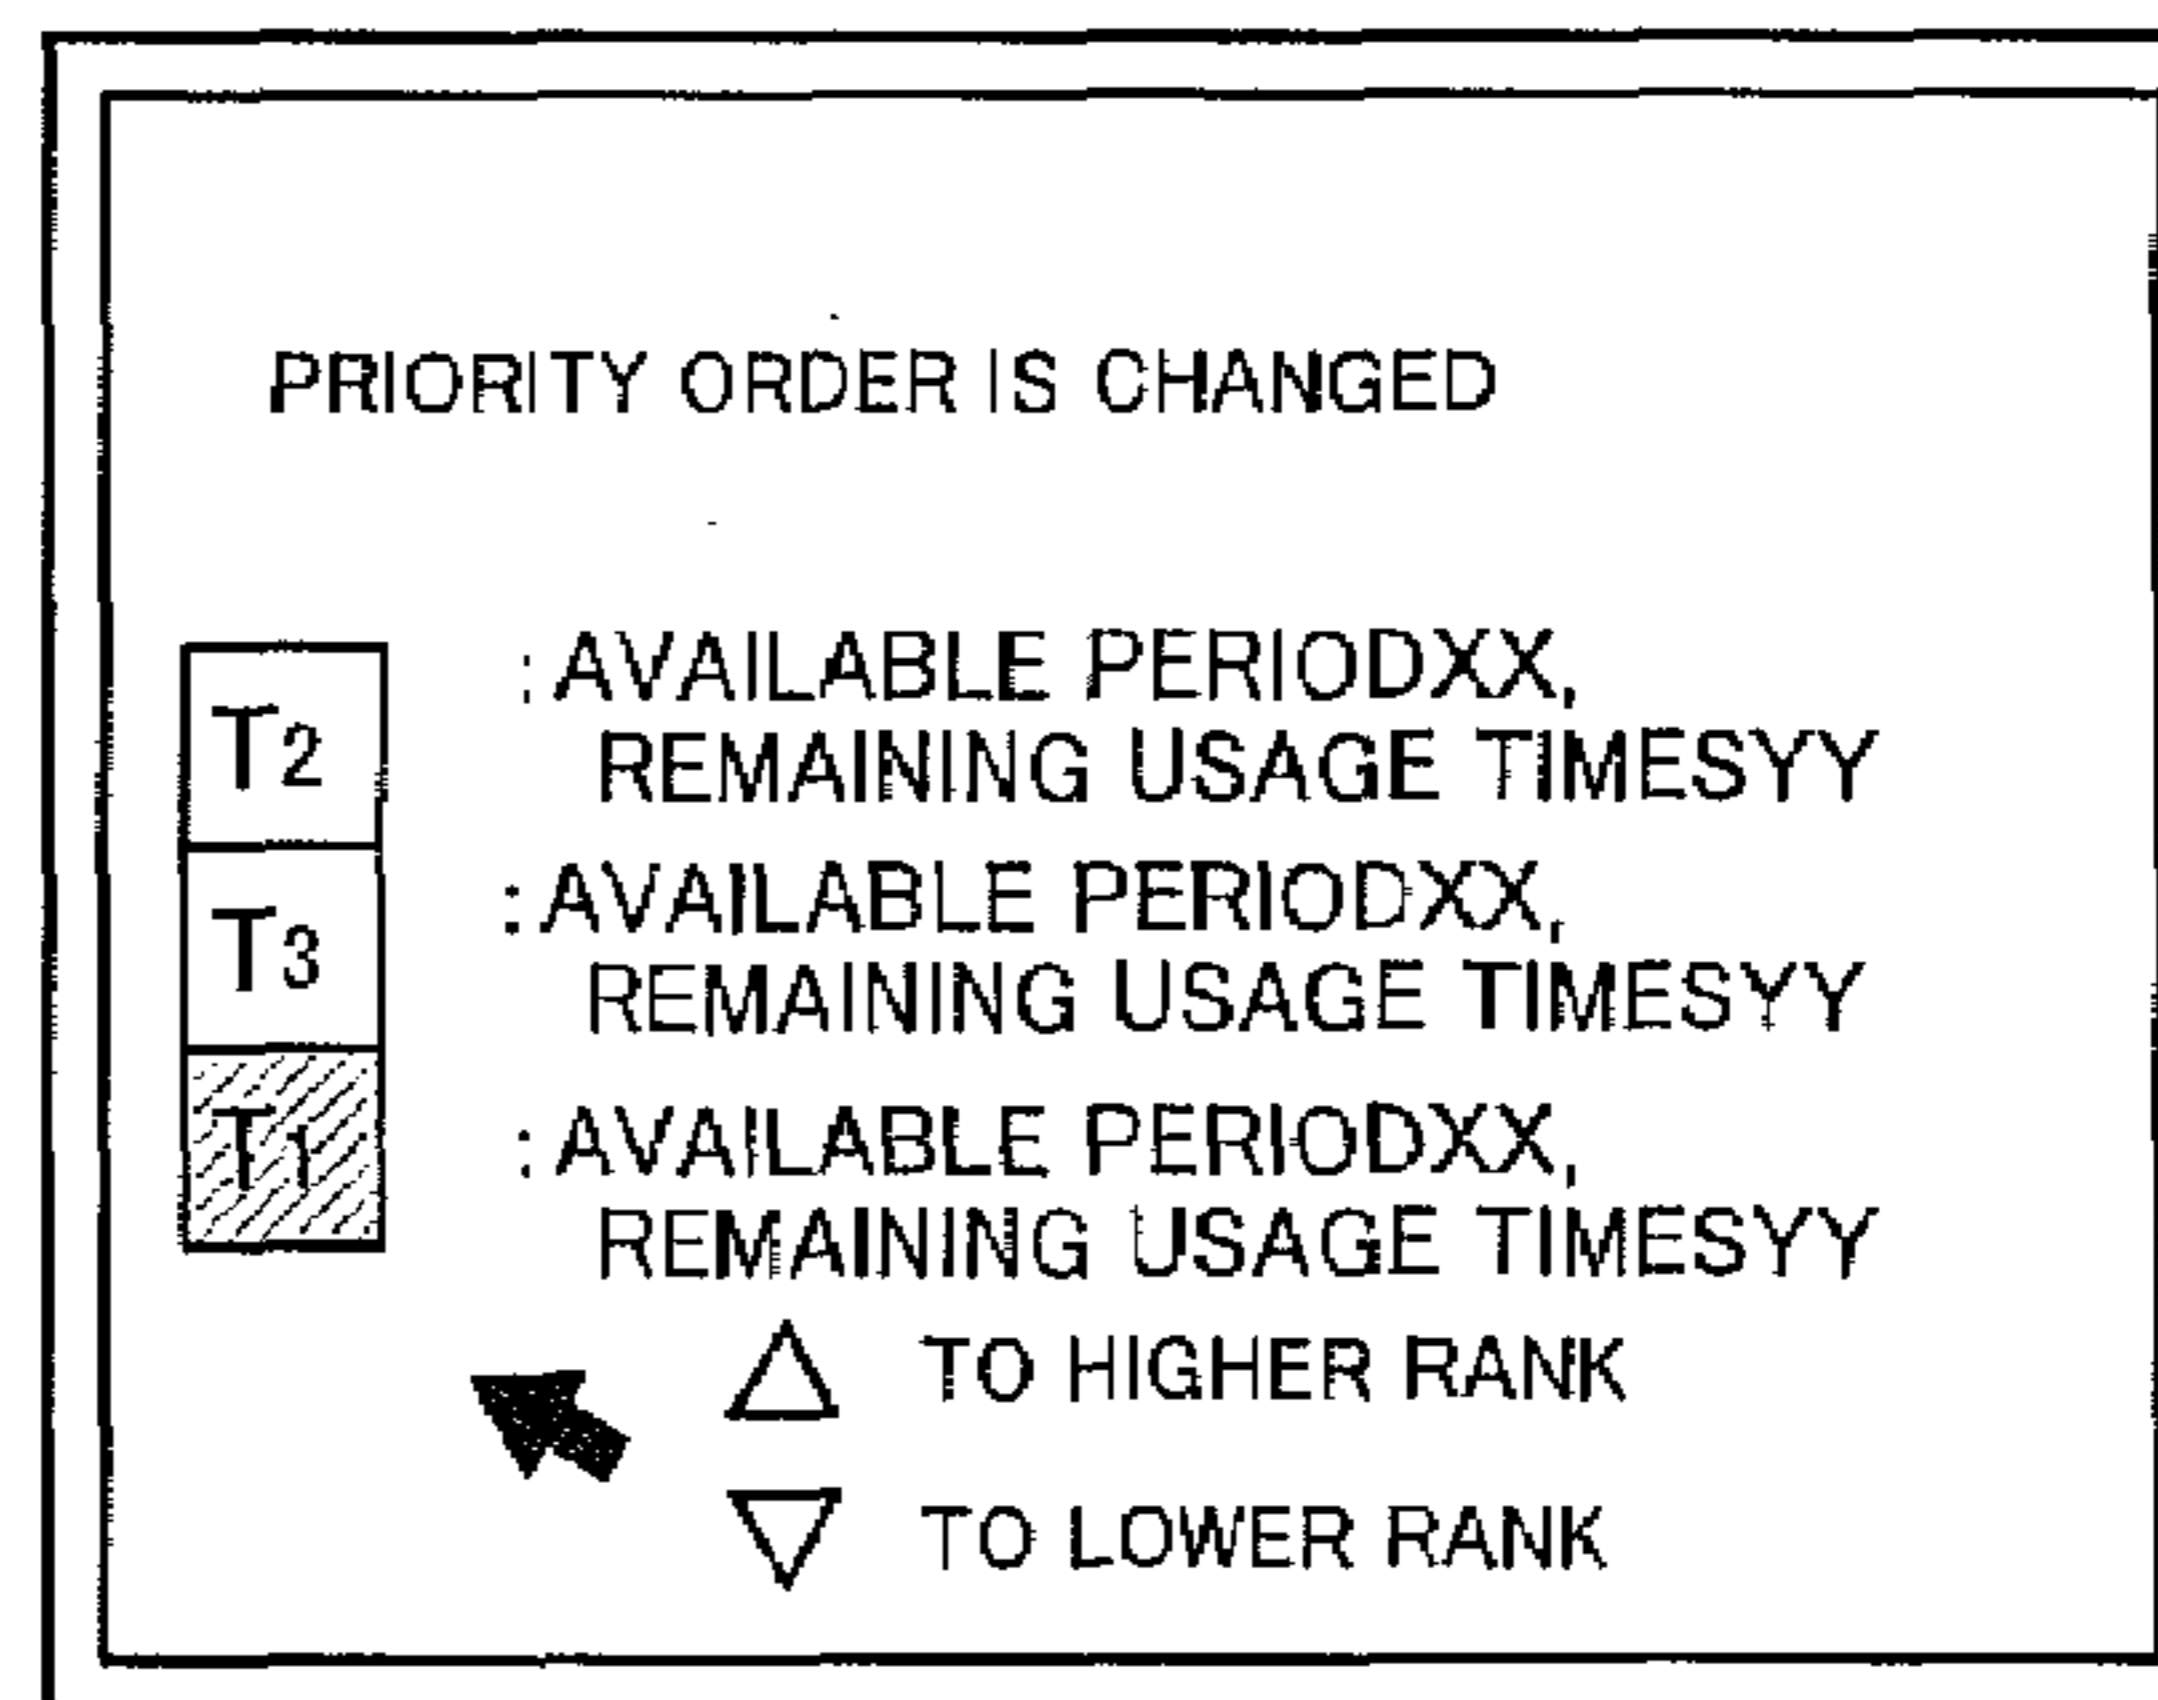 PRIORITY ORDER IS CHANGED
T2 : AVAILABLE PERIODXX,
REMAINING USAGE TIMESYY
T3 : AVAILABLE PERIODXX,
REMAINING USAGE TIMESYY
T1 : AVAILABLE PERIODXX,
REMAINING USAGE TIMESYY
△ TO HIGHER RANK
▽ TO LOWER RANK